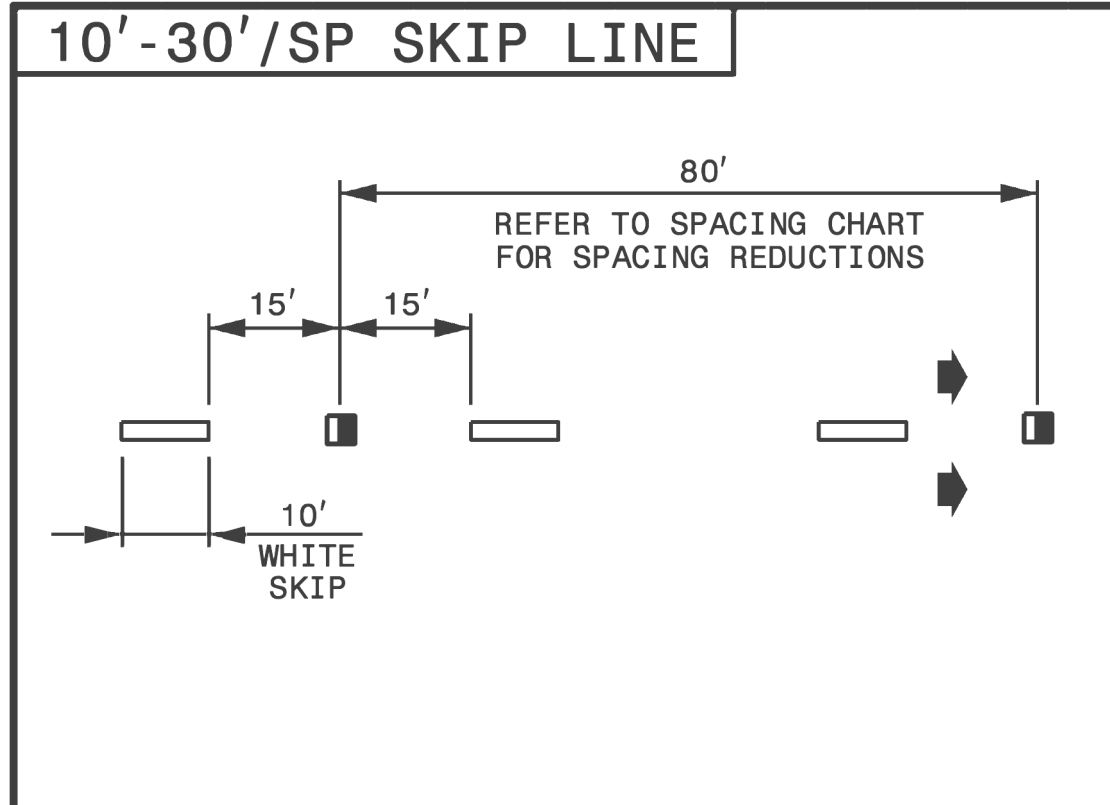 10'-30'/SP SKIP LINE
80'
REFER TO SPACING CHART
FOR SPACING REDUCTIONS
15'
15'
10'
WHITE
SKIP